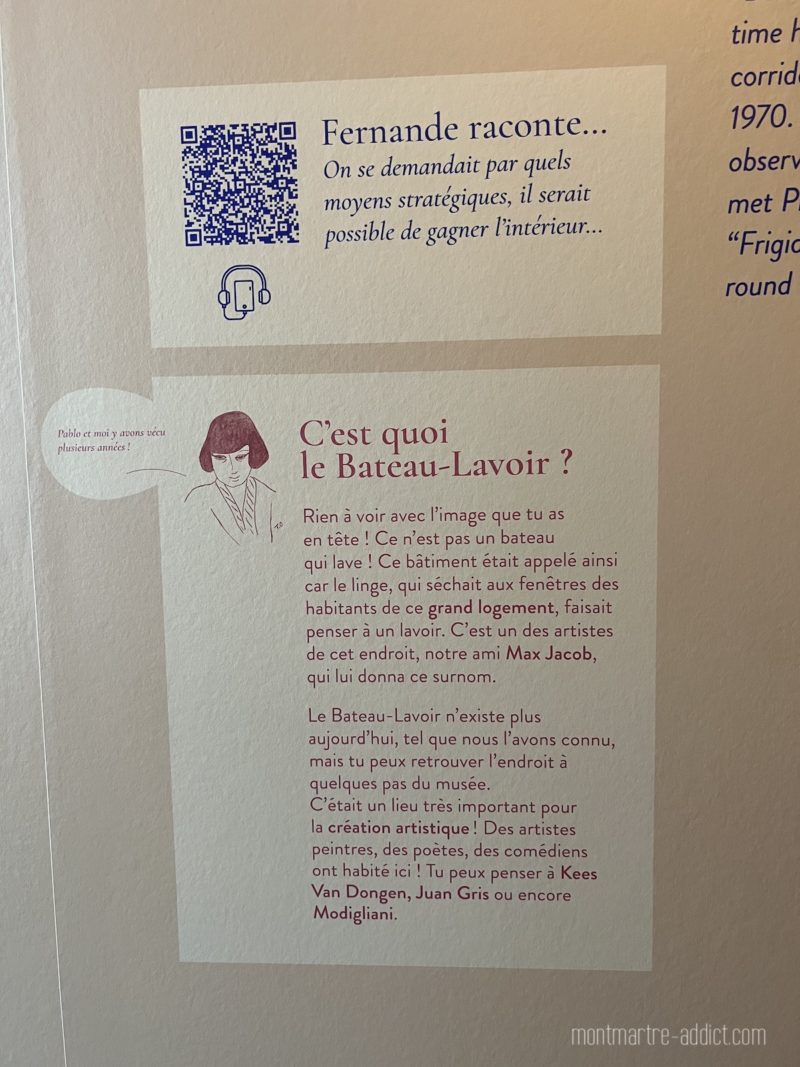 Fernande raconte...
On se demandait par quels
moyens stratégiques, il serait
possible de gagner l'intérieur...
time
corrid
1970.
observ
met
"Frigid
round
Pablo et moi y avons vécu
plusieurs années !
C'est quoi
le Bateau-Lavoir ?
Rien à voir avec l'image que tu as
en tête ! Ce n'est pas un bateau
qui lave ! Ce bâtiment était appelé ainsi
car le linge, qui séchait aux fenêtres des
habitants de ce grand logement, faisait
penser à un lavoir. C'est un des artistes
de cet endroit, notre ami Max Jacob,
qui lui donna ce surnom.
Le Bateau-Lavoir n'existe plus
aujourd'hui, tel que nous l'avons connu,
mais tu peux retrouver l'endroit à
quelques pas du musée.
C'était un lieu très important pour
la création artistique ! Des artistes
peintres, des poètes, des comédiens
ont habité ici ! Tu peux penser à Kees
Van Dongen, Juan Gris ou encore
Modigliani.
montmartre-addict.com